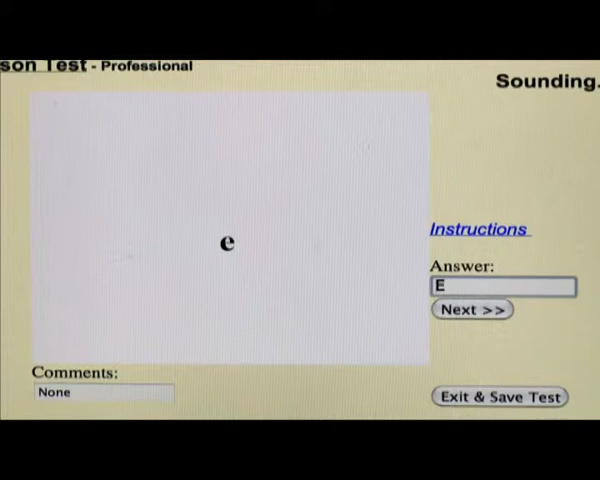 son Test - Professional
Sounding.
e
Instructions
Answer:
E
Next >>
Comments:
None
Exit & Save Test